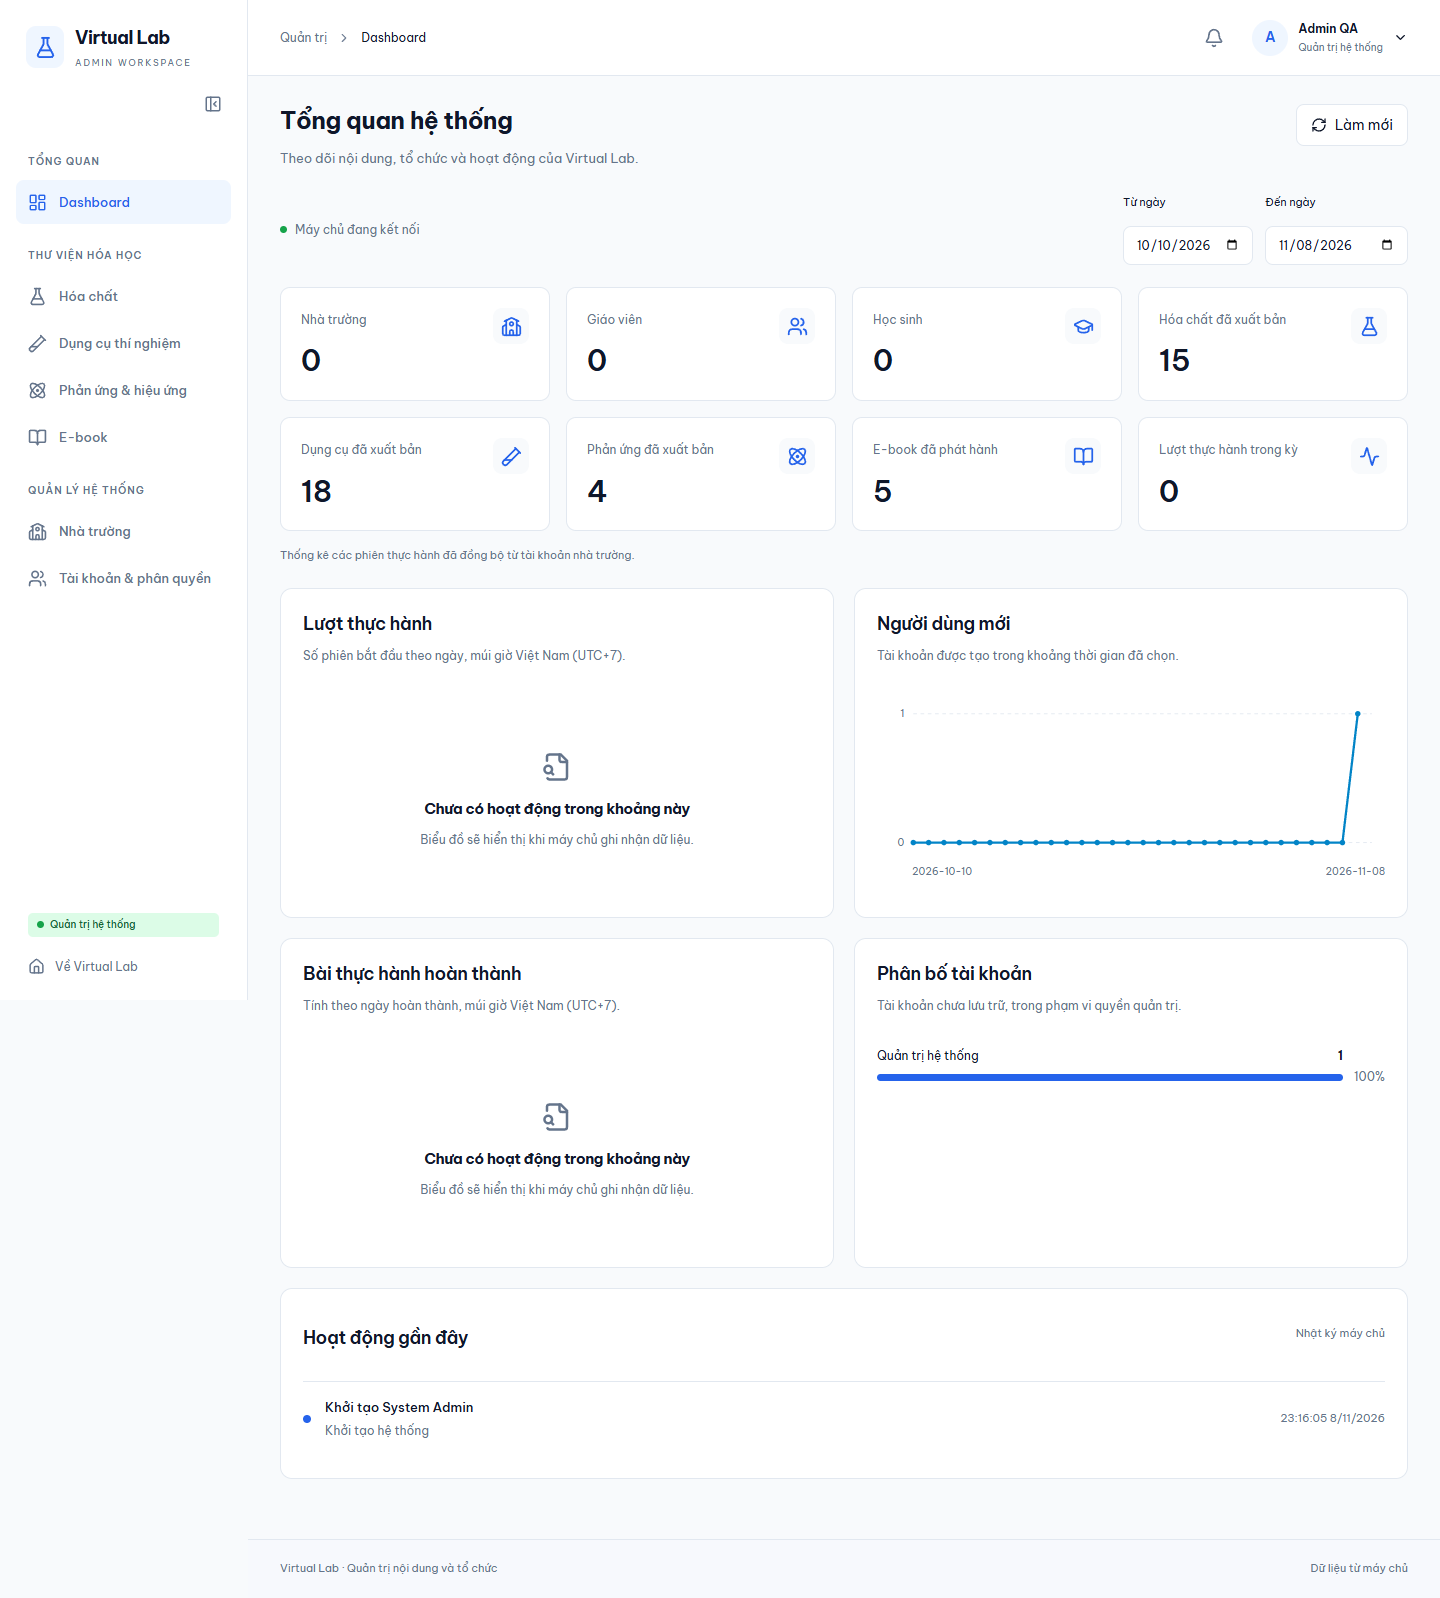 Virtual Lab
ADMIN WORKSPACE
TỔNG QUAN
Dashboard
THƯ VIỆN HÓA HỌC
Hóa chất
Dụng cụ thí nghiệm
Phản ứng & hiệu ứng
E-book
QUẢN LÝ HỆ THỐNG
Nhà trường
Tài khoản & phân quyền
Quản trị hệ thống
Về Virtual Lab
Quản trị > Dashboard
A
Admin QA
Quản trị hệ thống
Tổng quan hệ thống
Theo dõi nội dung, tổ chức và hoạt động của Virtual Lab.
Làm mới
Máy chủ đang kết nối
Từ ngày
Đến ngày
10/10/2026
11/08/2026
Nhà trường
0
Giáo viên
0
Học sinh
0
Hóa chất đã xuất bản
15
Dụng cụ đã xuất bản
18
Phản ứng đã xuất bản
4
E-book đã phát hành
5
Lượt thực hành trong kỳ
0
Thống kê các phiên thực hành đã đồng bộ từ tài khoản nhà trường.
Lượt thực hành
Số phiên bắt đầu theo ngày, múi giờ Việt Nam (UTC+7).
Chưa có hoạt động trong khoảng này
Biểu đồ sẽ hiển thị khi máy chủ ghi nhận dữ liệu.
Người dùng mới
Tài khoản được tạo trong khoảng thời gian đã chọn.
1
0
2026-10-10
2026-11-08
Bài thực hành hoàn thành
Tính theo ngày hoàn thành, múi giờ Việt Nam (UTC+7).
Chưa có hoạt động trong khoảng này
Biểu đồ sẽ hiển thị khi máy chủ ghi nhận dữ liệu.
Phân bố tài khoản
Tài khoản chưa lưu trữ, trong phạm vi quyền quản trị.
Quản trị hệ thống
1
100%
Hoạt động gần đây
Nhật ký máy chủ
Khởi tạo System Admin
Khởi tạo hệ thống
23:16:05 8/11/2026
Virtual Lab · Quản trị nội dung và tổ chức
Dữ liệu từ máy chủ